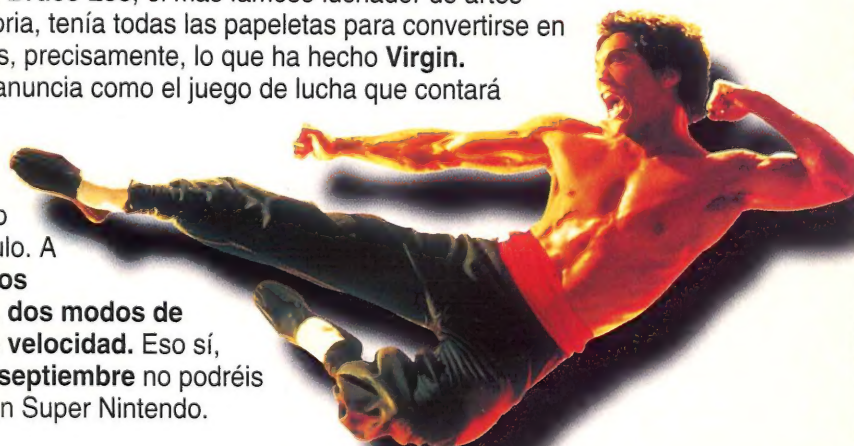 Bruce Lee, el más famoso luchador de artes
oria, tenía todas las papeletas para convertirse en
s, precisamente, lo que ha hecho Virgin.
anuncia como el juego de lucha que contará
o
ulo. A
os
dos modos de
velocidad. Eso sí,
septiembre no podréis
n Super Nintendo.